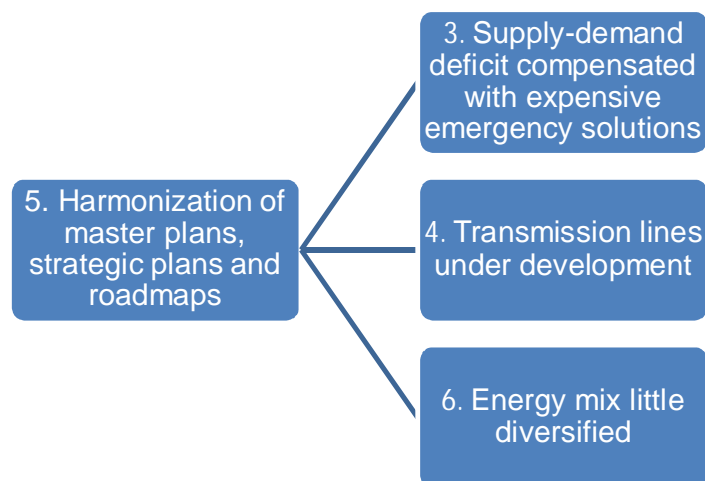 3. Supply-demand
deficit compensated
with expensive
emergency solutions
5. Harmonization of
master plans,
strategic plans and
roadmaps
4. Transmission lines
under development
6. Energy mix little
diversified